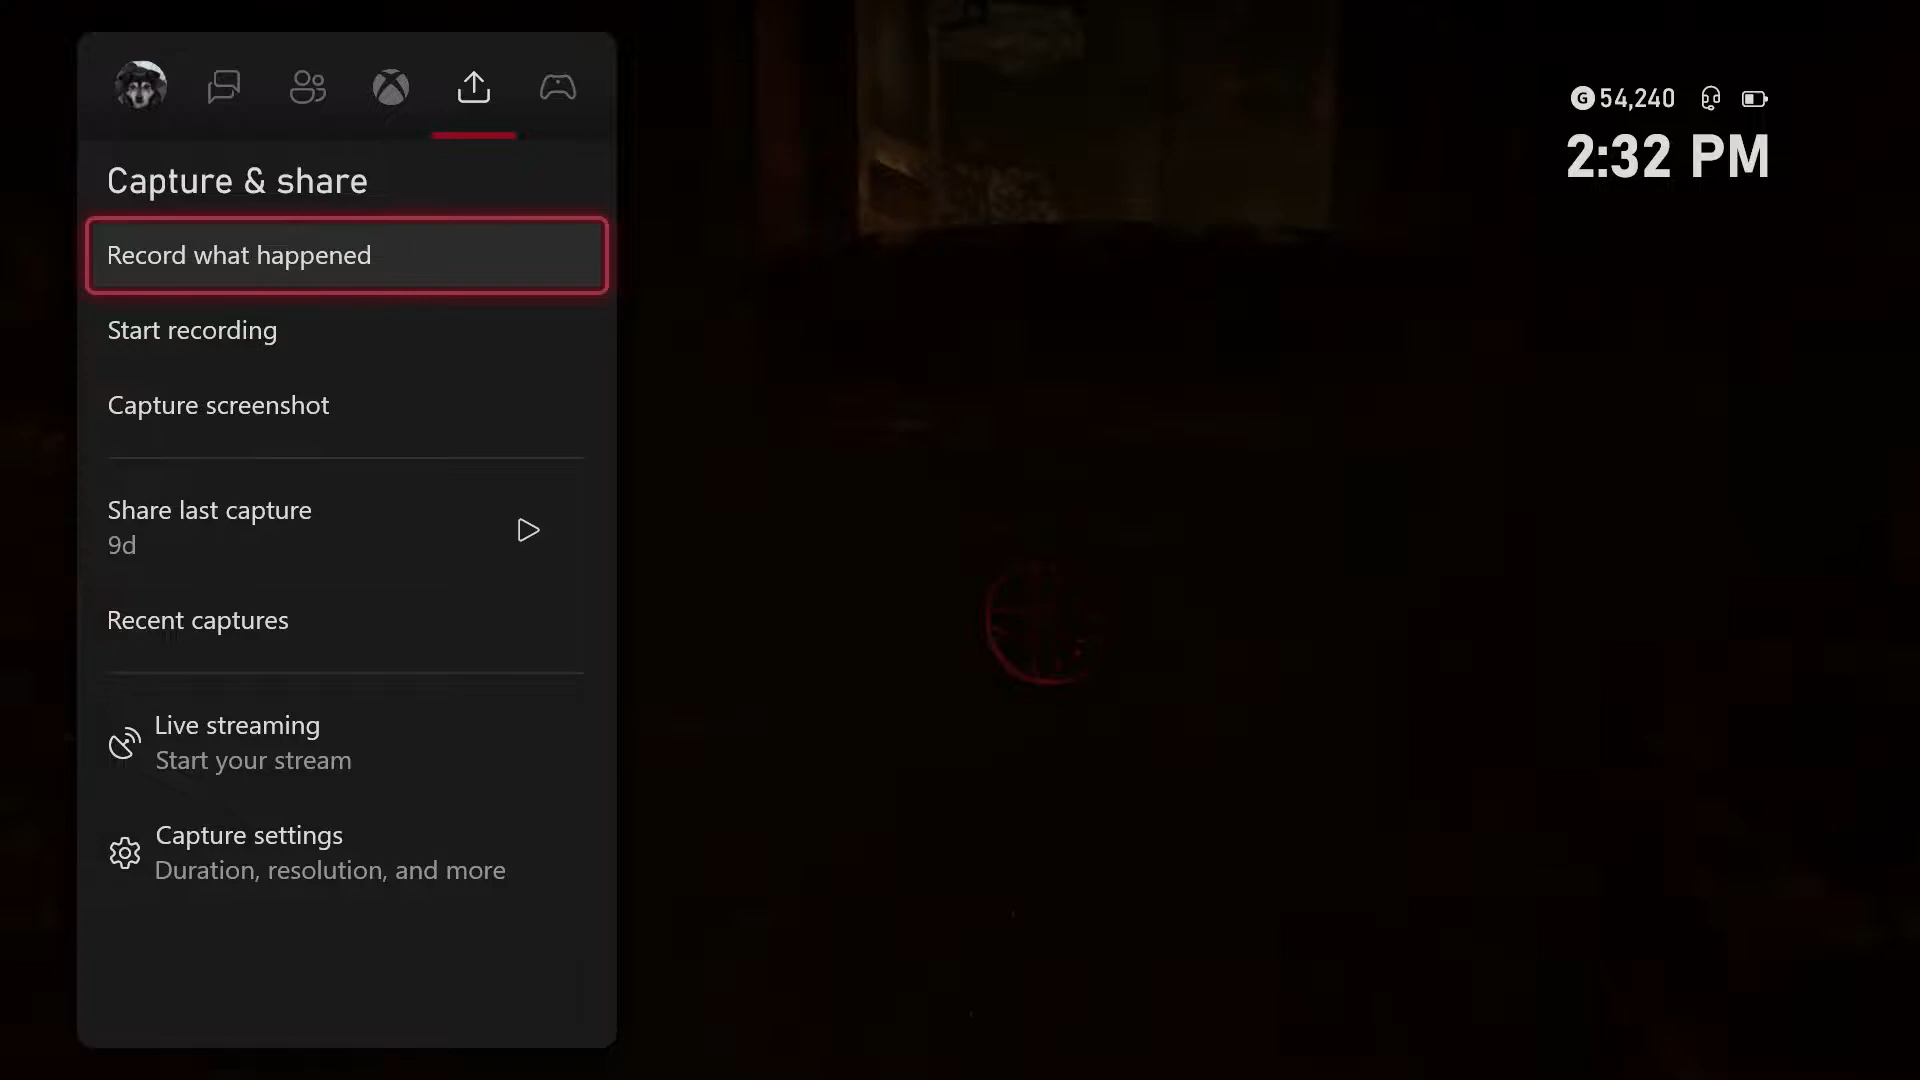 G 54,240
2:32 PM
Capture & share
Record what happened
Start recording
Capture screenshot
Share last capture
9d
Recent captures
Live streaming
Start your stream
Capture settings
Duration, resolution, and more